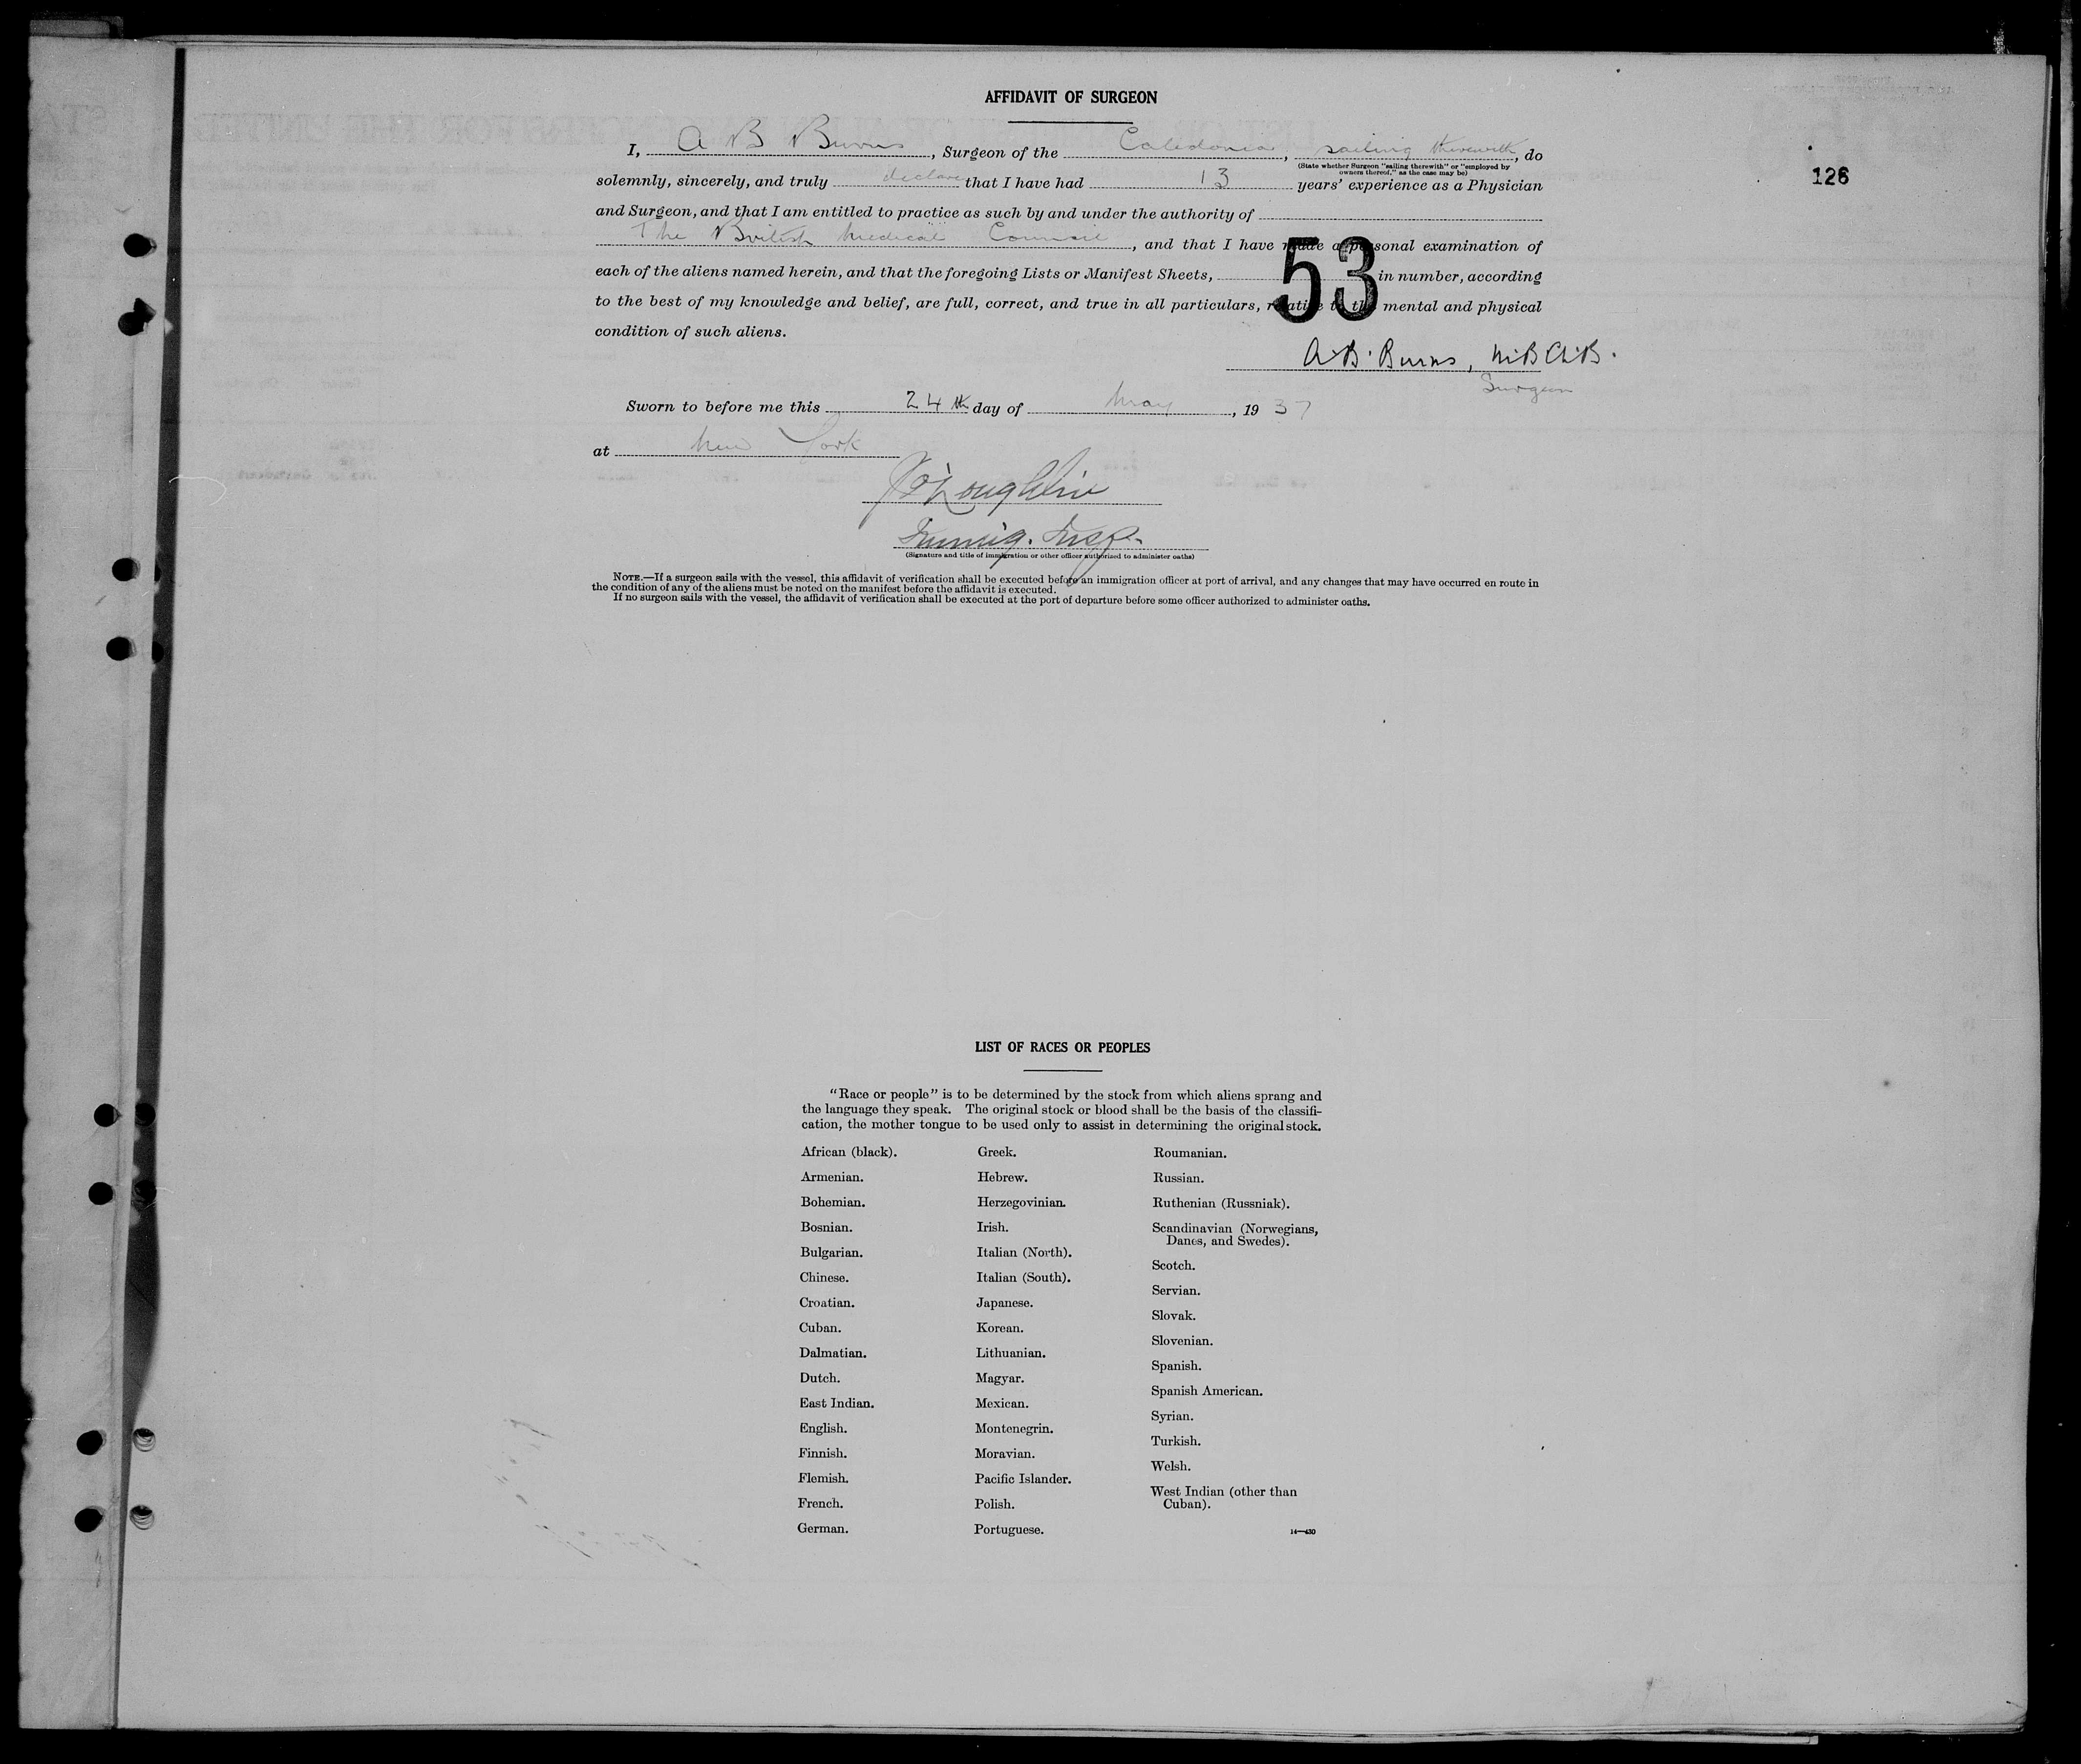 AFFIDAVIT OF SURGEON
I, A B Burns, Surgeon of the Caledonia, sailing therewith, do
(State whether Surgeon "sailing therewith" or "employed by
owners thereof," as the case may be)
126
solemnly, sincerely, and truly declare that I have had 13 years' experience as a Physician
and Surgeon, and that I am entitled to practice as such by and under the authority of
The British Medical Council, and that I have made a personal examination of
each of the aliens named herein, and that the foregoing Lists or Manifest Sheets, 53 in number, according
to the best of my knowledge and belief, are full, correct, and true in all particulars, relative to the mental and physical
condition of such aliens.
A.B. Burns, M.B Ch.B.
Surgeon
Sworn to before me this 24th day of May, 1937
at New York
O'Loughlin
Immig. Insp.
(Signature and title of immigration or other officer authorized to administer oaths)
NOTE.—If a surgeon sails with the vessel, this affidavit of verification shall be executed before an immigration officer at port of arrival, and any changes that may have occurred en route in
the condition of any of the aliens must be noted on the manifest before the affidavit is executed.
If no surgeon sails with the vessel, the affidavit of verification shall be executed at the port of departure before some officer authorized to administer oaths.
LIST OF RACES OR PEOPLES
"Race or people" is to be determined by the stock from which aliens sprang and
the language they speak. The original stock or blood shall be the basis of the classifi-
cation, the mother tongue to be used only to assist in determining the original stock.
African (black).
Armenian.
Bohemian.
Bosnian.
Bulgarian.
Chinese.
Croatian.
Cuban.
Dalmatian.
Dutch.
East Indian.
English.
Finnish.
Flemish.
French.
German.
Greek.
Hebrew.
Herzegovinian.
Irish.
Italian (North).
Italian (South).
Japanese.
Korean.
Lithuanian.
Magyar.
Mexican.
Montenegrin.
Moravian.
Pacific Islander.
Polish.
Portuguese.
Roumanian.
Russian.
Ruthenian (Russniak).
Scandinavian (Norwegians,
Danes, and Swedes).
Scotch.
Servian.
Slovak.
Slovenian.
Spanish.
Spanish American.
Syrian.
Turkish.
Welsh.
West Indian (other than
Cuban).
14—430